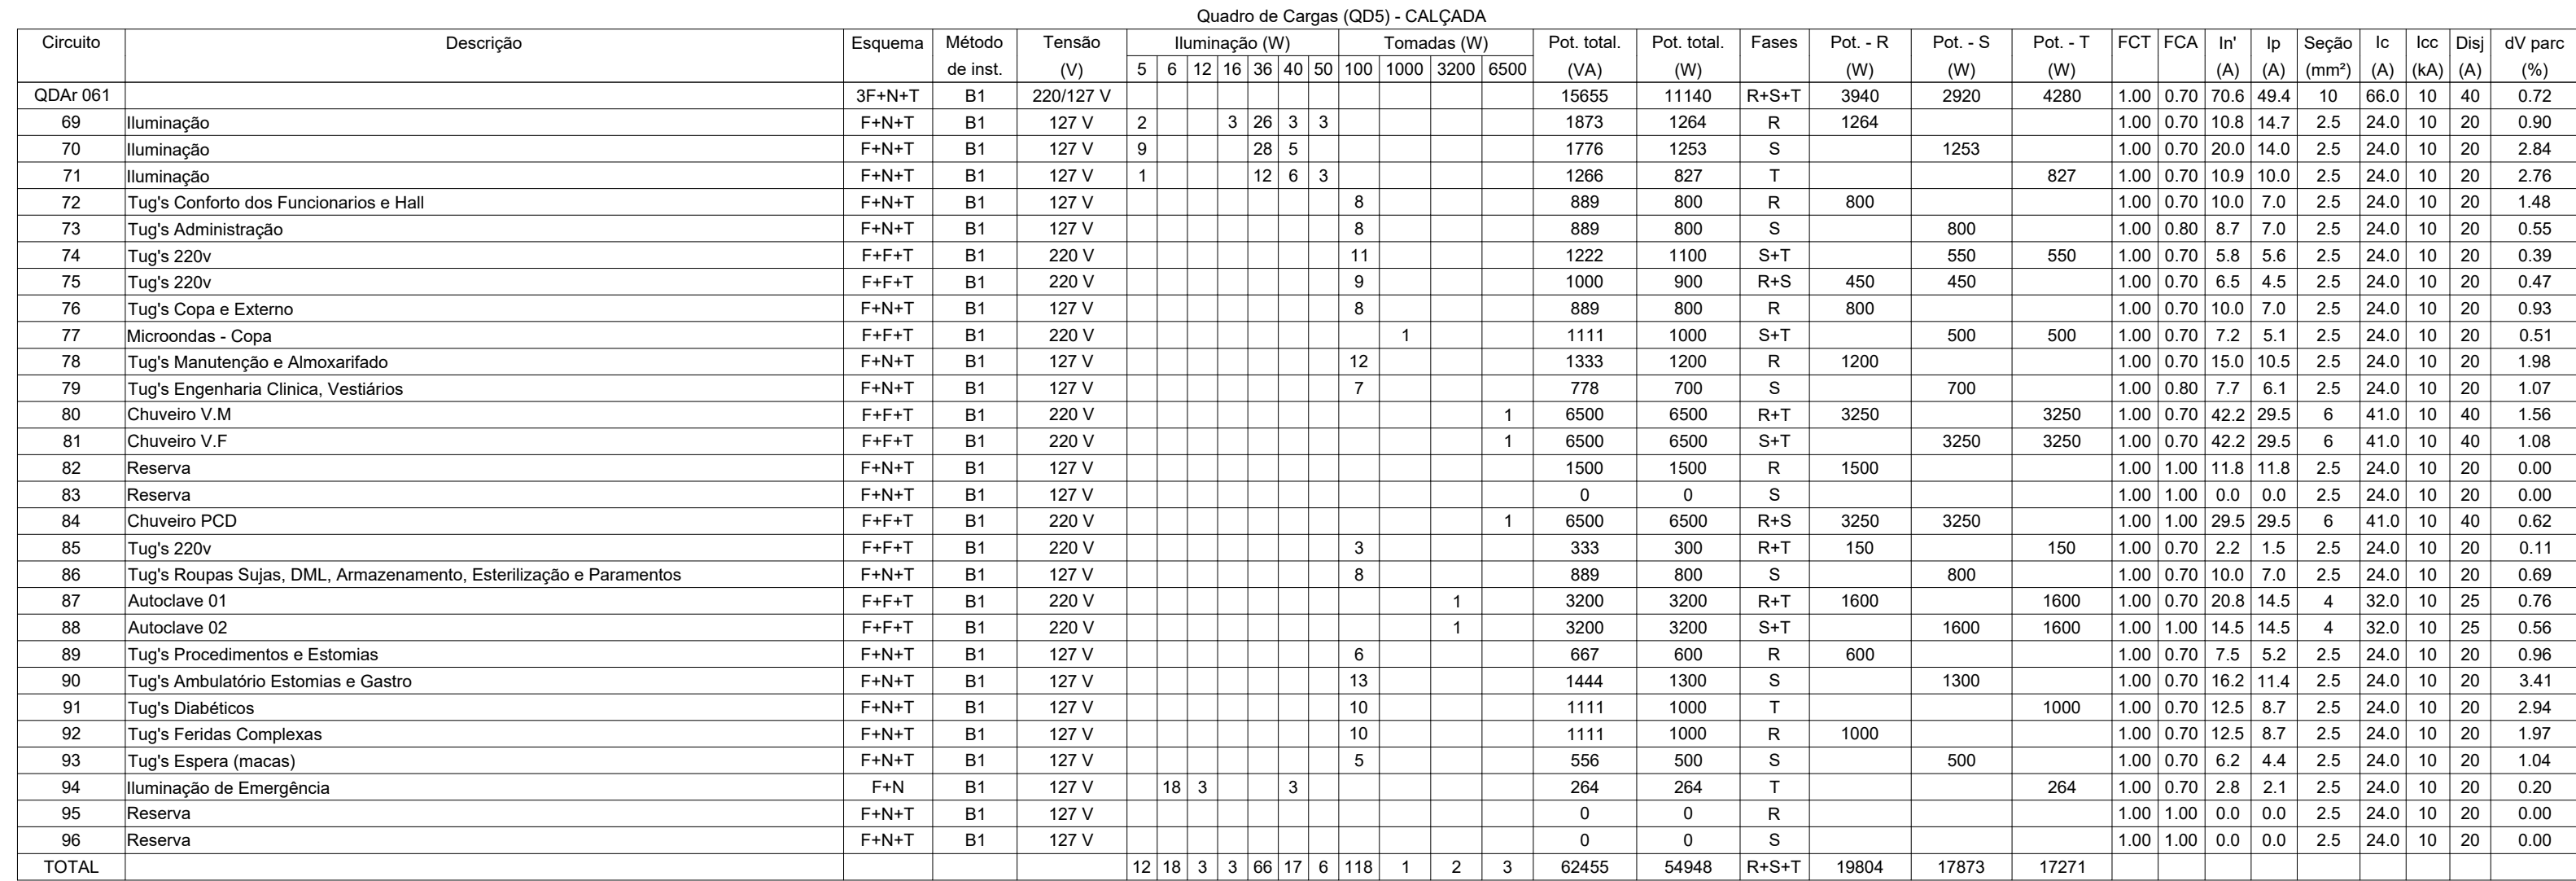 Quadro de Cargas (QD5) - CALÇADA
Circuito Descrição Esquema Método Tensão Iluminação (W) Tomadas (W) Pot. total. Pot. total. Fases Pot. - R Pot. - S Pot. - T FCT FCA In' Ip Seção Ic Icc Disj dV parc
de inst. (V) 5 6 12 16 36 40 50 100 1000 3200 6500 (VA) (W) (W) (W) (W) (A) (A) (mm²) (A) (kA) (A) (%)
QDAr 061 3F+N+T B1 220/127 V 15655 11140 R+S+T 3940 2920 4280 1.00 0.70 70.6 49.4 10 66.0 10 40 0.72
69 Iluminação F+N+T B1 127 V 2 3 26 3 3 1873 1264 R 1264 1.00 0.70 10.8 14.7 2.5 24.0 10 20 0.90
70 Iluminação F+N+T B1 127 V 9 28 5 1776 1253 S 1253 1.00 0.70 20.0 14.0 2.5 24.0 10 20 2.84
71 Iluminação F+N+T B1 127 V 1 12 6 3 1266 827 T 827 1.00 0.70 10.9 10.0 2.5 24.0 10 20 2.76
72 Tug's Conforto dos Funcionarios e Hall F+N+T B1 127 V 8 889 800 R 800 1.00 0.70 10.0 7.0 2.5 24.0 10 20 1.48
73 Tug's Administração F+N+T B1 127 V 8 889 800 S 800 1.00 0.80 8.7 7.0 2.5 24.0 10 20 0.55
74 Tug's 220v F+F+T B1 220 V 11 1222 1100 S+T 550 550 1.00 0.70 5.8 5.6 2.5 24.0 10 20 0.39
75 Tug's 220v F+F+T B1 220 V 9 1000 900 R+S 450 450 1.00 0.70 6.5 4.5 2.5 24.0 10 20 0.47
76 Tug's Copa e Externo F+N+T B1 127 V 8 889 800 R 800 1.00 0.70 10.0 7.0 2.5 24.0 10 20 0.93
77 Microondas - Copa F+F+T B1 220 V 1 1111 1000 S+T 500 500 1.00 0.70 7.2 5.1 2.5 24.0 10 20 0.51
78 Tug's Manutenção e Almoxarifado F+N+T B1 127 V 12 1333 1200 R 1200 1.00 0.70 15.0 10.5 2.5 24.0 10 20 1.98
79 Tug's Engenharia Clinica, Vestiários F+N+T B1 127 V 7 778 700 S 700 1.00 0.80 7.7 6.1 2.5 24.0 10 20 1.07
80 Chuveiro V.M F+F+T B1 220 V 1 6500 6500 R+T 3250 3250 1.00 0.70 42.2 29.5 6 41.0 10 40 1.56
81 Chuveiro V.F F+F+T B1 220 V 1 6500 6500 S+T 3250 3250 1.00 0.70 42.2 29.5 6 41.0 10 40 1.08
82 Reserva F+N+T B1 127 V 1500 1500 R 1500 1.00 1.00 11.8 11.8 2.5 24.0 10 20 0.00
83 Reserva F+N+T B1 127 V 0 0 S 1.00 1.00 0.0 0.0 2.5 24.0 10 20 0.00
84 Chuveiro PCD F+F+T B1 220 V 1 6500 6500 R+S 3250 3250 1.00 1.00 29.5 29.5 6 41.0 10 40 0.62
85 Tug's 220v F+F+T B1 220 V 3 333 300 R+T 150 150 1.00 0.70 2.2 1.5 2.5 24.0 10 20 0.11
86 Tug's Roupas Sujas, DML, Armazenamento, Esterilização e Paramentos F+N+T B1 127 V 8 889 800 S 800 1.00 0.70 10.0 7.0 2.5 24.0 10 20 0.69
87 Autoclave 01 F+F+T B1 220 V 1 3200 3200 R+T 1600 1600 1.00 0.70 20.8 14.5 4 32.0 10 25 0.76
88 Autoclave 02 F+F+T B1 220 V 1 3200 3200 S+T 1600 1600 1.00 1.00 14.5 14.5 4 32.0 10 25 0.56
89 Tug's Procedimentos e Estomias F+N+T B1 127 V 6 667 600 R 600 1.00 0.70 7.5 5.2 2.5 24.0 10 20 0.96
90 Tug's Ambulatório Estomias e Gastro F+N+T B1 127 V 13 1444 1300 S 1300 1.00 0.70 16.2 11.4 2.5 24.0 10 20 3.41
91 Tug's Diabéticos F+N+T B1 127 V 10 1111 1000 T 1000 1.00 0.70 12.5 8.7 2.5 24.0 10 20 2.94
92 Tug's Feridas Complexas F+N+T B1 127 V 10 1111 1000 R 1000 1.00 0.70 12.5 8.7 2.5 24.0 10 20 1.97
93 Tug's Espera (macas) F+N+T B1 127 V 5 556 500 S 500 1.00 0.70 6.2 4.4 2.5 24.0 10 20 1.04
94 Iluminação de Emergência F+N B1 127 V 18 3 3 264 264 T 264 1.00 0.70 2.8 2.1 2.5 24.0 10 20 0.20
95 Reserva F+N+T B1 127 V 0 0 R 1.00 1.00 0.0 0.0 2.5 24.0 10 20 0.00
96 Reserva F+N+T B1 127 V 0 0 S 1.00 1.00 0.0 0.0 2.5 24.0 10 20 0.00
TOTAL 12 18 3 3 66 17 6 118 1 2 3 62455 54948 R+S+T 19804 17873 17271